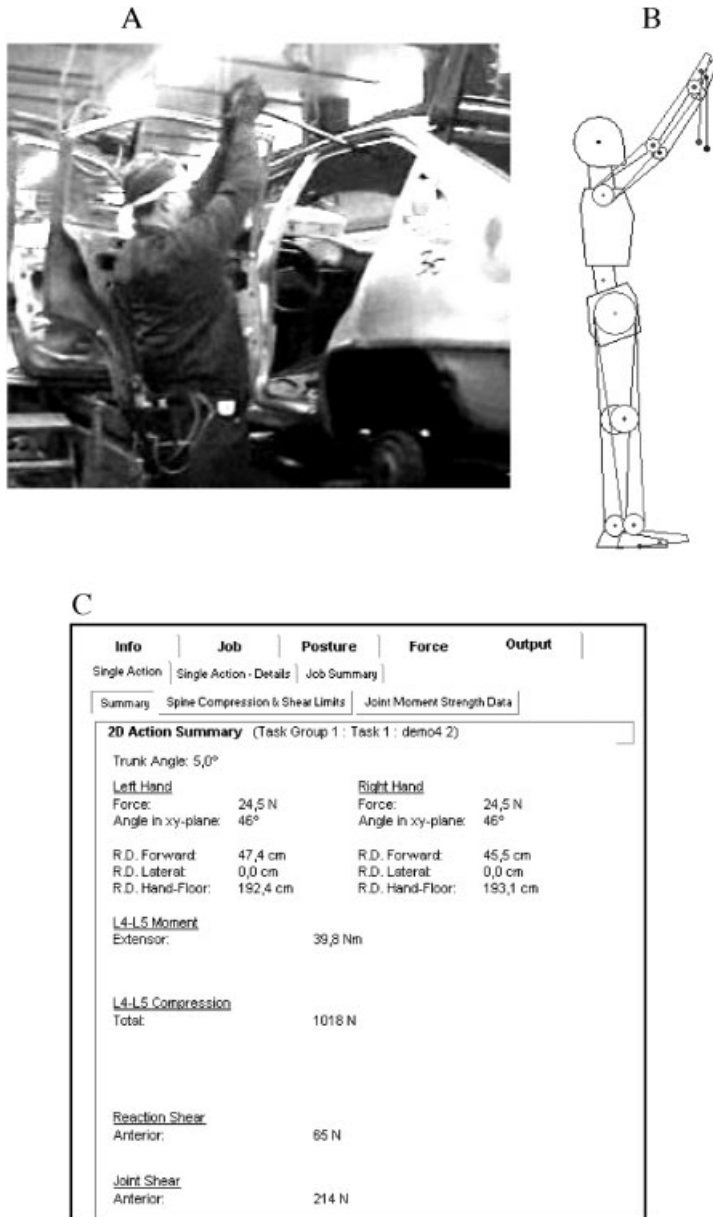 A
B
C
Info Job Posture Force Output
Single Action Single Action - Details Job Summary
Summary Spine Compression & Shear Limits Joint Moment Strength Data
2D Action Summary (Task Group 1 : Task 1 : demo4 2)
Trunk Angle: 5,0°
Left Hand Right Hand
Force: 24,5 N Force: 24,5 N
Angle in xy-plane: 46° Angle in xy-plane: 46°
R.D. Forward: 47,4 cm R.D. Forward: 45,5 cm
R.D. Lateral: 0,0 cm R.D. Lateral: 0,0 cm
R.D. Hand-Floor: 192,4 cm R.D. Hand-Floor: 193,1 cm
L4-L5 Moment
Extensor: 39,8 Nm
L4-L5 Compression
Total: 1018 N
Reaction Shear
Anterior: 65 N
Joint Shear
Anterior: 214 N